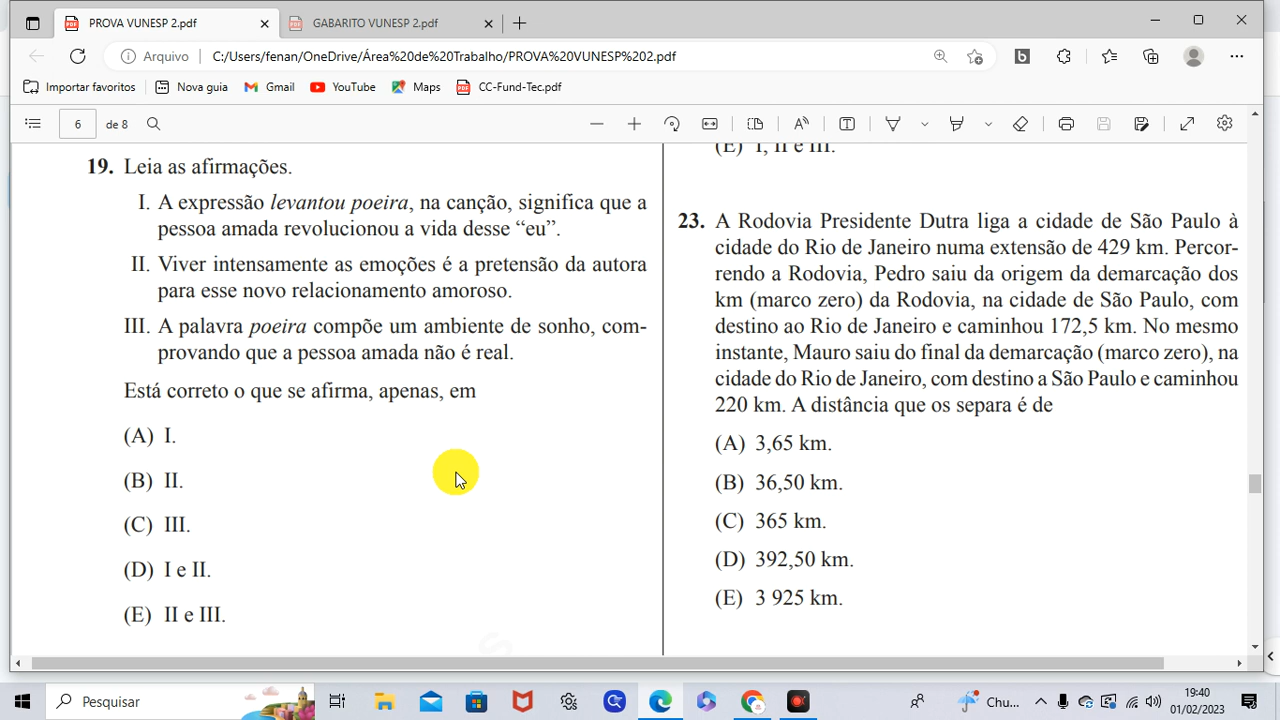 PROVA VUNESP 2.pdf
GABARITO VUNESP 2.pdf
Arquivo
C:/Users/fenan/OneDrive/Área%20de%20Trabalho/PROVA%20VUNESP%202.pdf
Importar favoritos
Nova guia
Gmail
YouTube
Maps
CC-Fund-Tec.pdf
6
de 8
19. Leia as afirmações.
I. A expressão levantou poeira, na canção, significa que a
pessoa amada revolucionou a vida desse “eu”.
II. Viver intensamente as emoções é a pretensão da autora
para esse novo relacionamento amoroso.
III. A palavra poeira compõe um ambiente de sonho, com-
provando que a pessoa amada não é real.
Está correto o que se afirma, apenas, em
(A) I.
(B) II.
(C) III.
(D) I e II.
(E) II e III.
(E) I, II e III.
23. A Rodovia Presidente Dutra liga a cidade de São Paulo à
cidade do Rio de Janeiro numa extensão de 429 km. Percor-
rendo a Rodovia, Pedro saiu da origem da demarcação dos
km (marco zero) da Rodovia, na cidade de São Paulo, com
destino ao Rio de Janeiro e caminhou 172,5 km. No mesmo
instante, Mauro saiu do final da demarcação (marco zero), na
cidade do Rio de Janeiro, com destino a São Paulo e caminhou
220 km. A distância que os separa é de
(A) 3,65 km.
(B) 36,50 km.
(C) 365 km.
(D) 392,50 km.
(E) 3 925 km.
Pesquisar
Chu...
9:40
01/02/2023